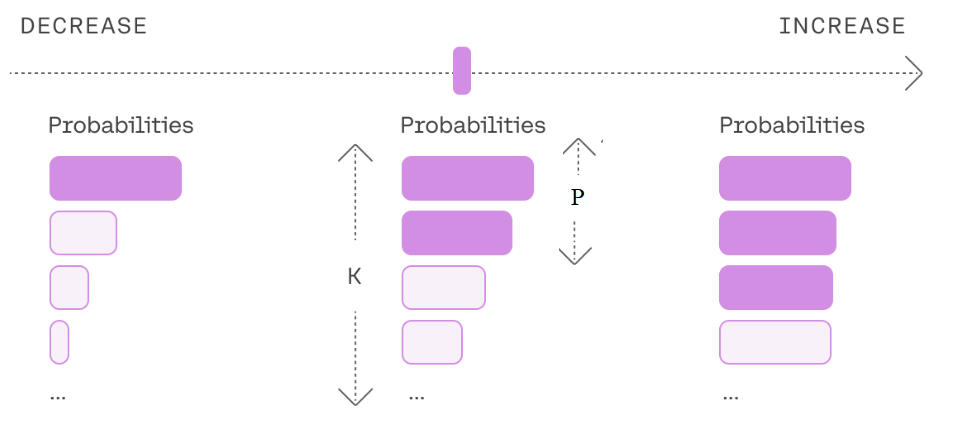 DECREASE
INCREASE
Probabilities
Probabilities
Probabilities
P
K
...
...
...